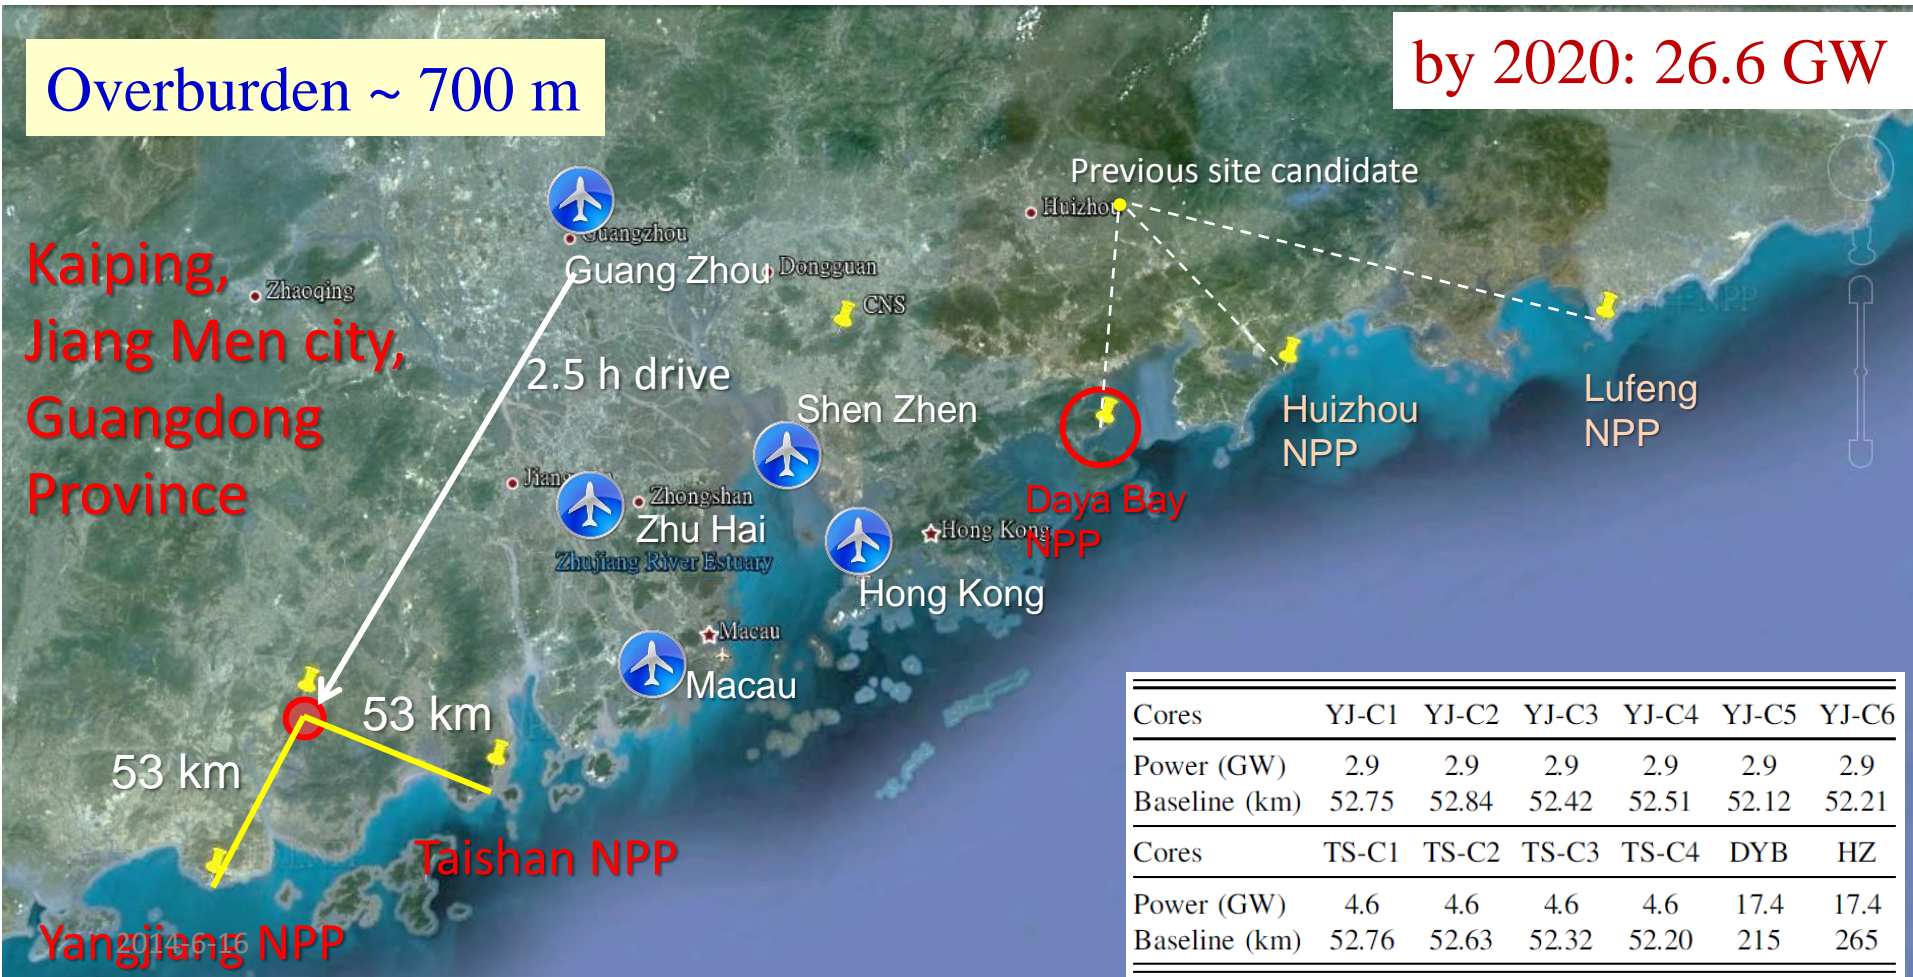 Overburden ~ 700 m
by 2020: 26.6 GW
Previous site candidate
Huizhou
Guangzhou
Guang Zhou
Dongguan
Kaiping,
Jiang Men city,
Guangdong
Province
Zhaoqing
CNS
2.5 h drive
Shen Zhen
Huizhou
NPP
Lufeng
NPP
Daya Bay
NPP
Zhongshan
Zhu Hai
Zhujiang River Estuary
Hong Kong
Hong Kong
Macau
Macau
53 km
53 km
Taishan NPP
Yangjiang NPP
2014-6-16
Cores YJ-C1 YJ-C2 YJ-C3 YJ-C4 YJ-C5 YJ-C6
Power (GW) 2.9 2.9 2.9 2.9 2.9 2.9
Baseline (km) 52.75 52.84 52.42 52.51 52.12 52.21
Cores TS-C1 TS-C2 TS-C3 TS-C4 DYB HZ
Power (GW) 4.6 4.6 4.6 4.6 17.4 17.4
Baseline (km) 52.76 52.63 52.32 52.20 215 265